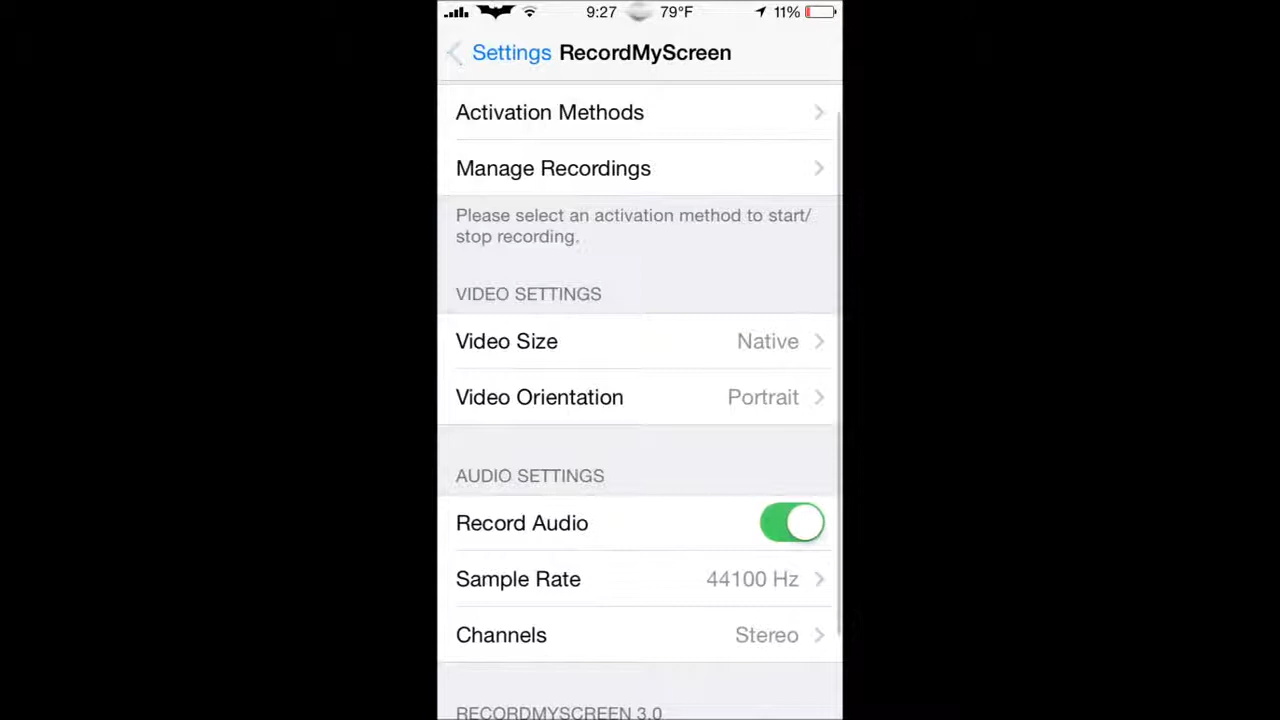 9:27 79°F 11%
Settings RecordMyScreen
Activation Methods
Manage Recordings
Please select an activation method to start/
stop recording.
VIDEO SETTINGS
Video Size Native
Video Orientation Portrait
AUDIO SETTINGS
Record Audio
Sample Rate 44100 Hz
Channels Stereo
RECORDMYSCREEN 3.0